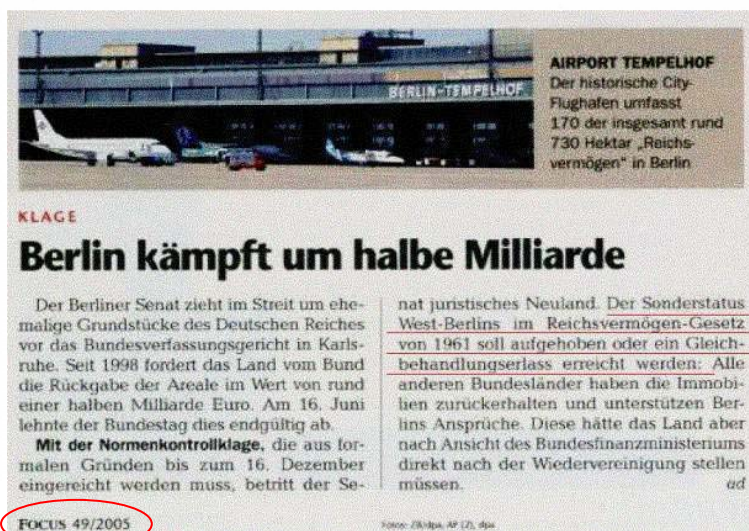 BERLIN-TEMPELHOF
AIRPORT TEMPELHOF
Der historische City-
Flughafen umfasst
170 der insgesamt rund
730 Hektar „Reichs-
vermögen" in Berlin
KLAGE
Berlin kämpft um halbe Milliarde
Der Berliner Senat zieht im Streit um ehe-
malige Grundstücke des Deutschen Reiches
vor das Bundesverfassungsgericht in Karls-
ruhe. Seit 1998 fordert das Land vom Bund
die Rückgabe der Areale im Wert von rund
einer halben Milliarde Euro. Am 16. Juni
lehnte der Bundestag dies endgültig ab.
Mit der Normenkontrollklage, die aus for-
malen Gründen bis zum 16. Dezember
eingereicht werden muss, betritt der Se-
nat juristisches Neuland. Der Sonderstatus
West-Berlins im Reichsvermögen-Gesetz
von 1961 soll aufgehoben oder ein Gleich-
behandlungserlass erreicht werden: Alle
anderen Bundesländer haben die Immobi-
lien zurückerhalten und unterstützen Ber-
lins Ansprüche. Diese hätte das Land aber
nach Ansicht des Bundesfinanzministeriums
direkt nach der Wiedervereinigung stellen
müssen. ad
FOCUS 49/2005
Fotos: ZB/dpa, AP (2), dpa